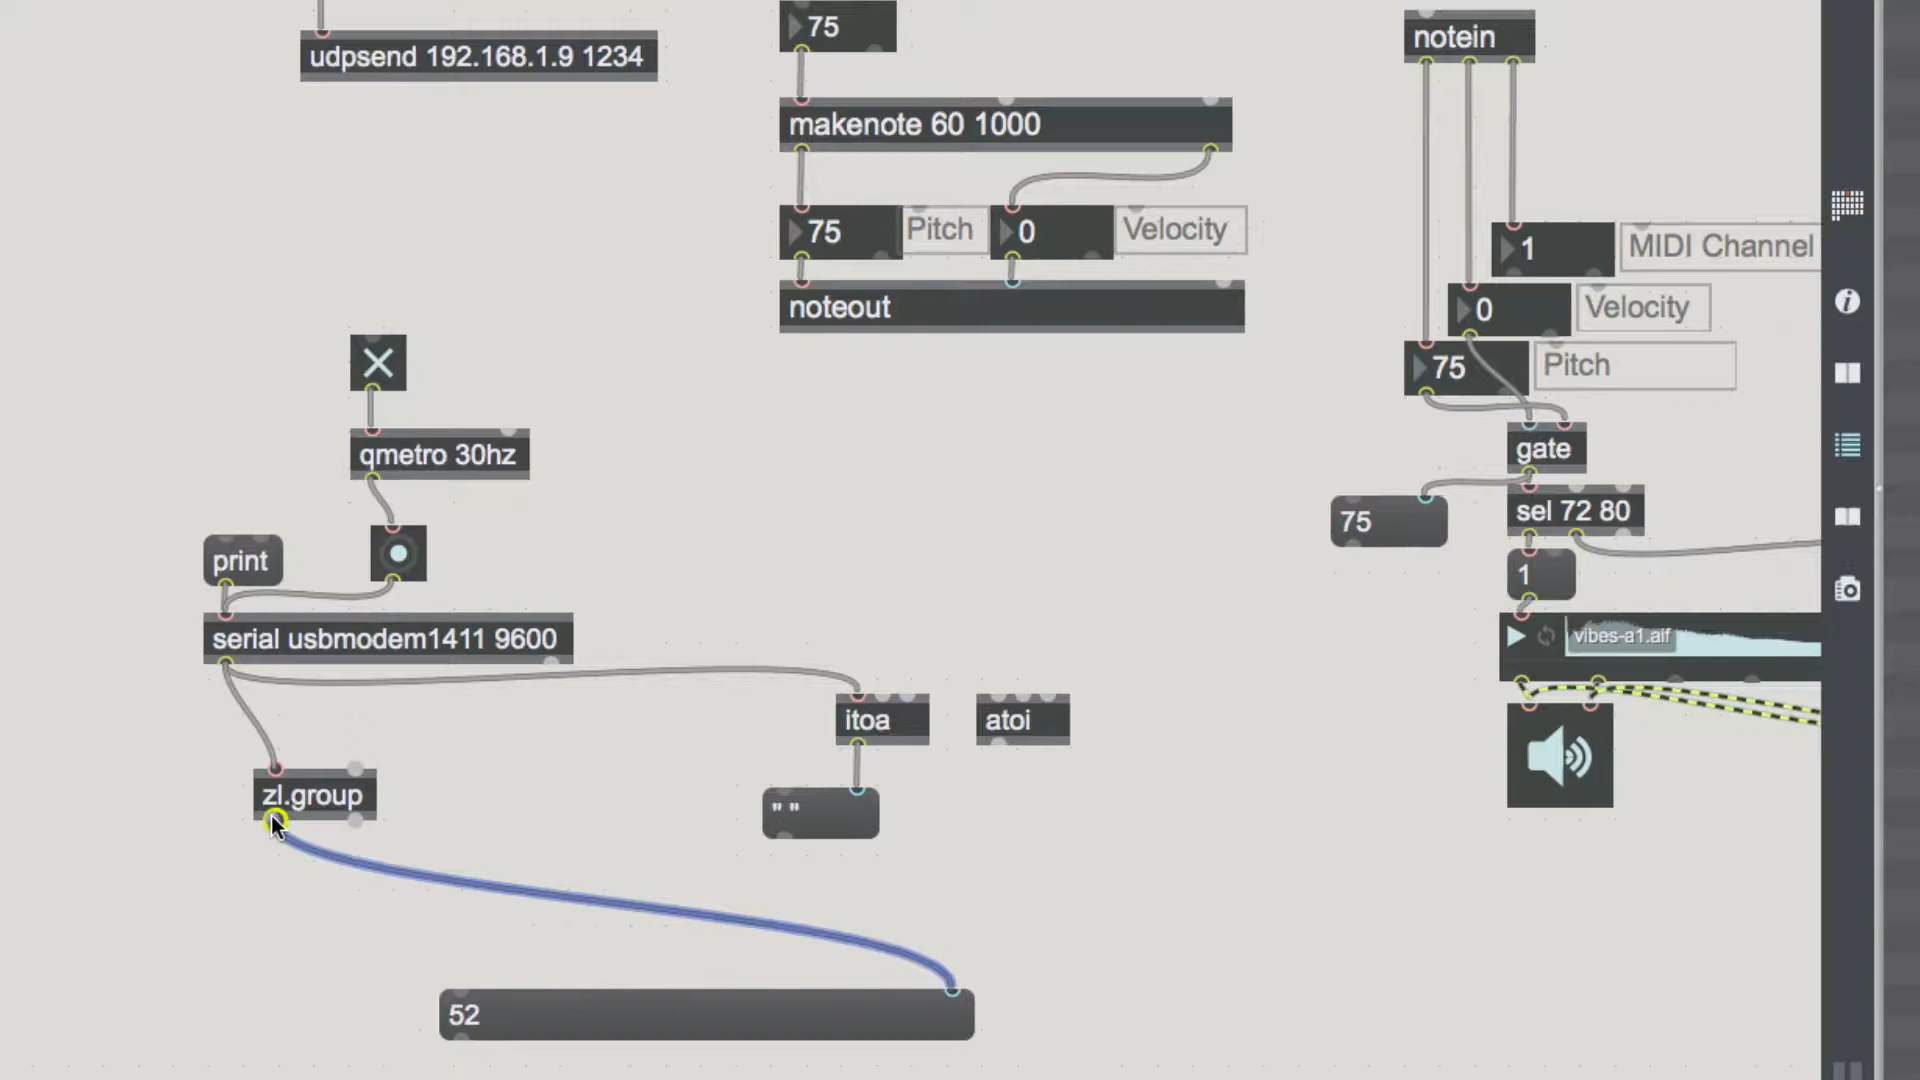 udpsend 192.168.1.9 1234
75
makenote 60 1000
75
Pitch
0
Velocity
noteout
notein
1
MIDI Channel
0
Velocity
75
Pitch
gate
75
sel 72 80
1
vibes-a1.aif
qmetro 30hz
print
serial usbmodem1411 9600
itoa
atoi
" "
zl.group
52